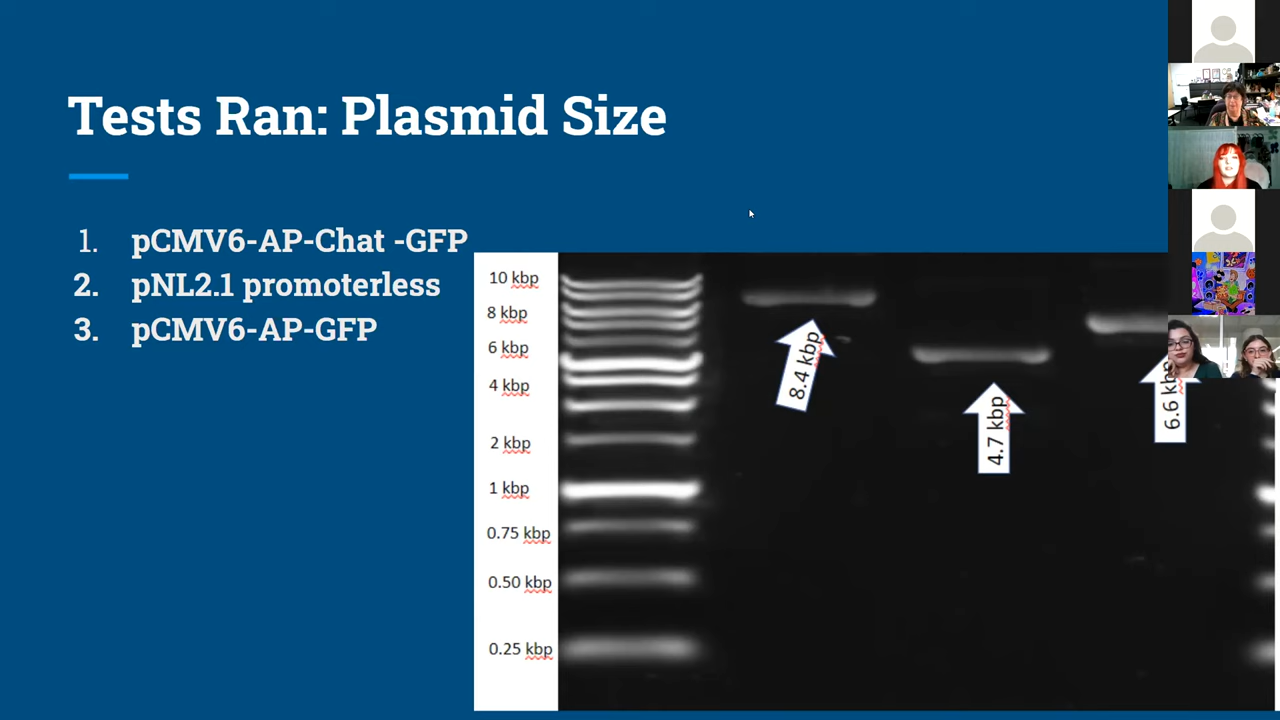 Tests Ran: Plasmid Size
1. pCMV6-AP-Chat -GFP
2. pNL2.1 promoterless
3. pCMV6-AP-GFP
10 kbp
8 kbp
6 kbp
4 kbp
2 kbp
1 kbp
0.75 kbp
0.50 kbp
0.25 kbp
8.4 kbp
4.7 kbp
6.6 kbp